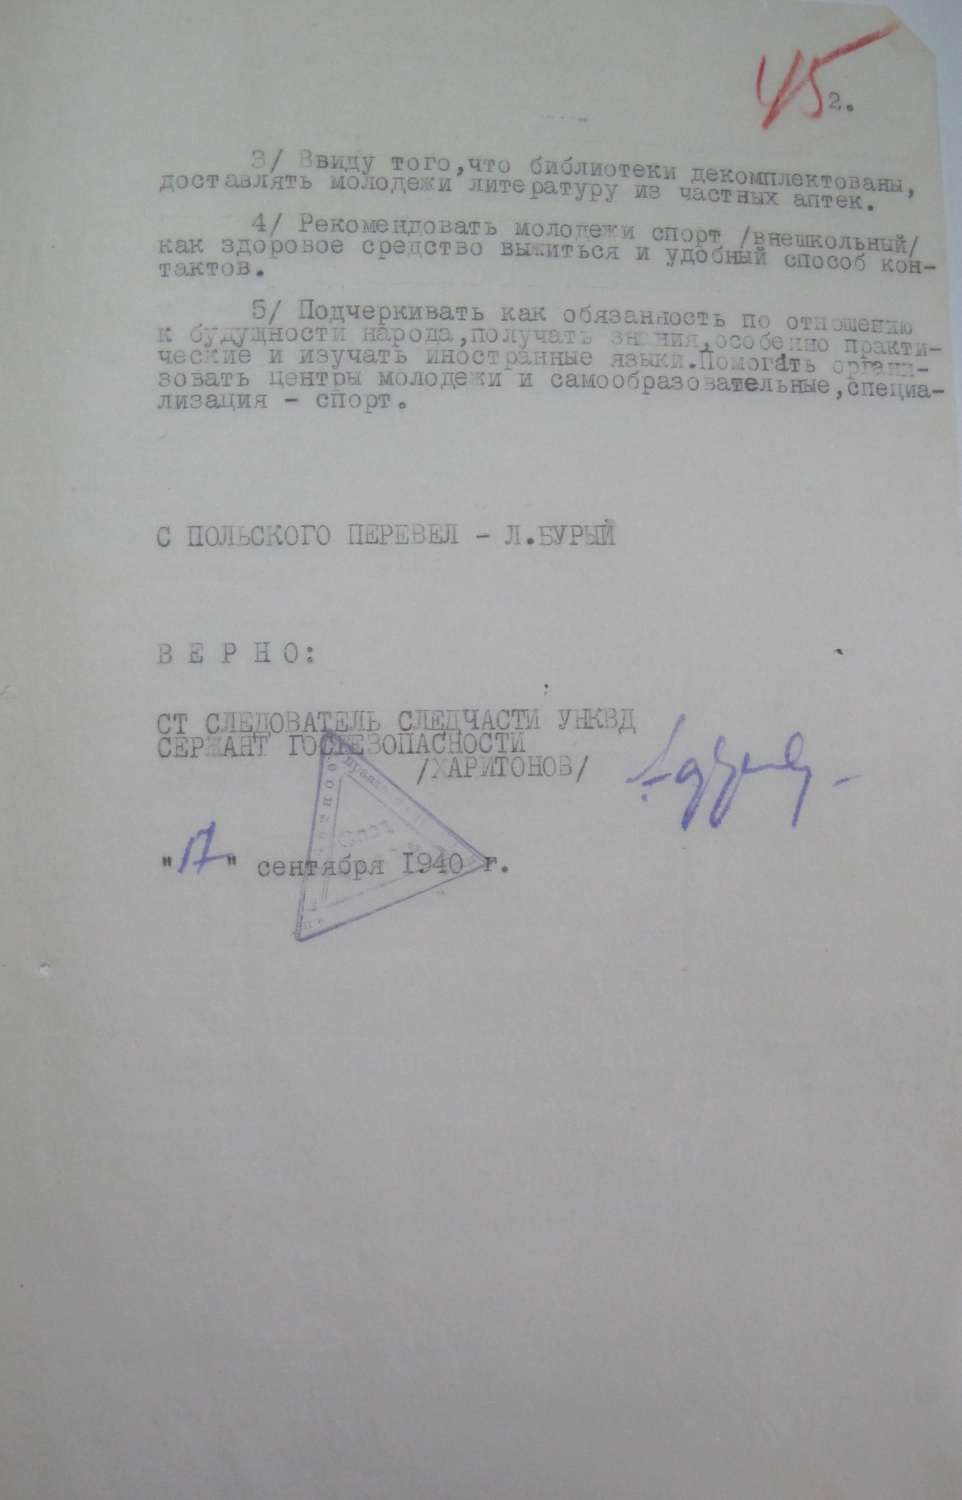 45
2.
3/ Ввиду того,что библиотеки декомплектованы,
доставлять молодежи литературу из частных аптек.
4/ Рекомендовать молодежи спорт /внешкольный/
как здоровое средство выжиться и удобный способ кон-
тактов.
5/ Подчеркивать как обязанность по отношению
к будущности народа,получать знания,особенно практи-
ческие и изучать иностранные языки.Помогать органи-
зовать центры молодежи и самообразовательные,специа-
лизация - спорт.
С ПОЛЬСКОГО ПЕРЕВЕЛ - Л.БУРЫЙ
В Е Р Н О:
СТ СЛЕДОВАТЕЛЬ СЛЕДЧАСТИ УНКВД
СЕРЖАНТ ГОСБЕЗОПАСНОСТИ
/ХАРИТОНОВ/
"17" сентября 1940 г.